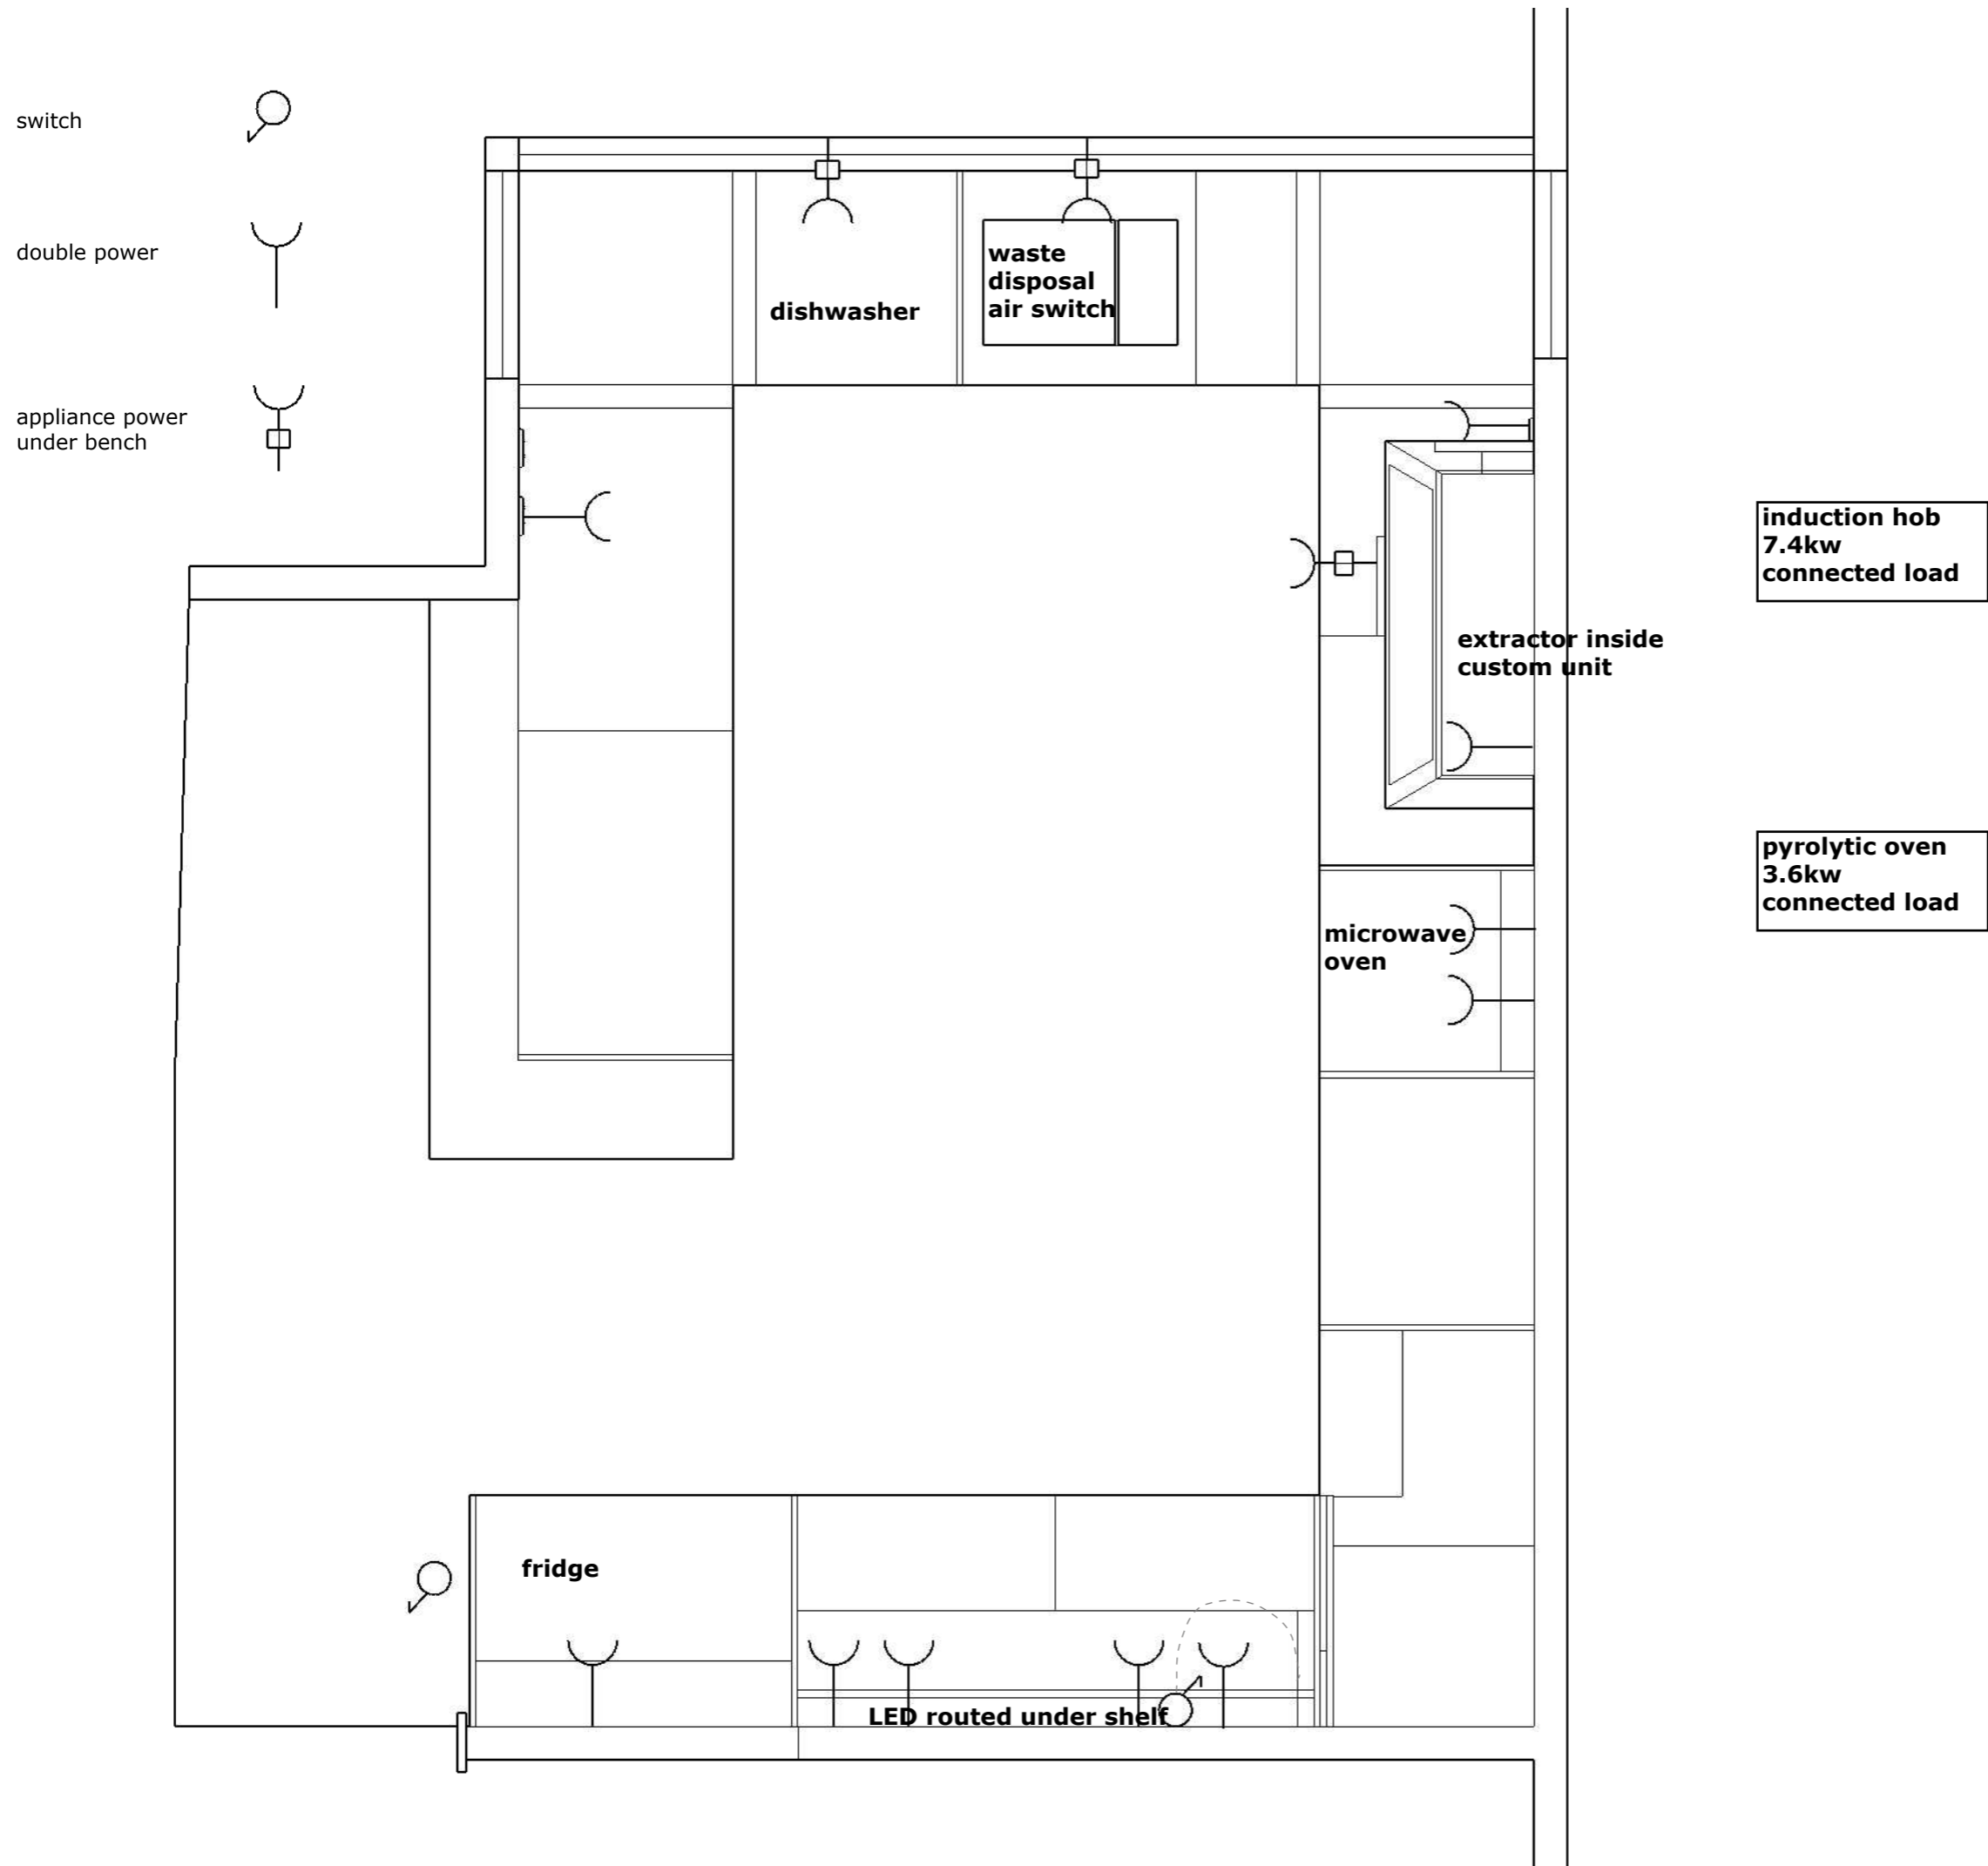 switch
double power
appliance power
under bench
dishwasher
waste
disposal
air switch
induction hob
7.4kw
connected load
extractor inside
custom unit
pyrolytic oven
3.6kw
connected load
microwave
oven
fridge
LED routed under shelf